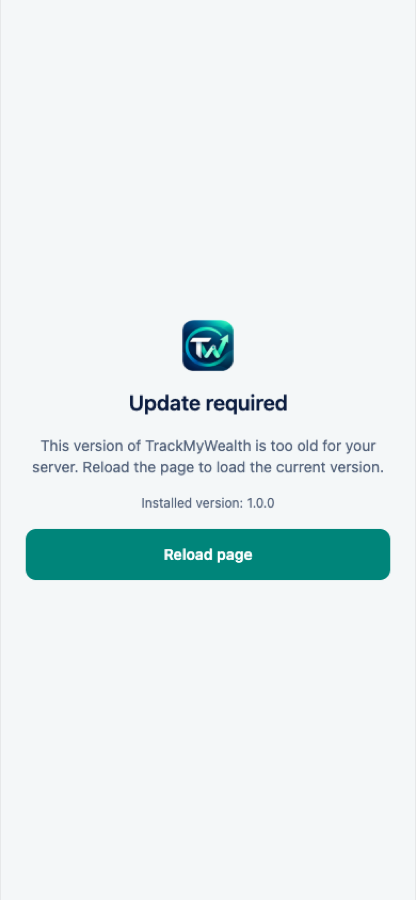 TW
Update required
This version of TrackMyWealth is too old for your
server. Reload the page to load the current version.
Installed version: 1.0.0
Reload page